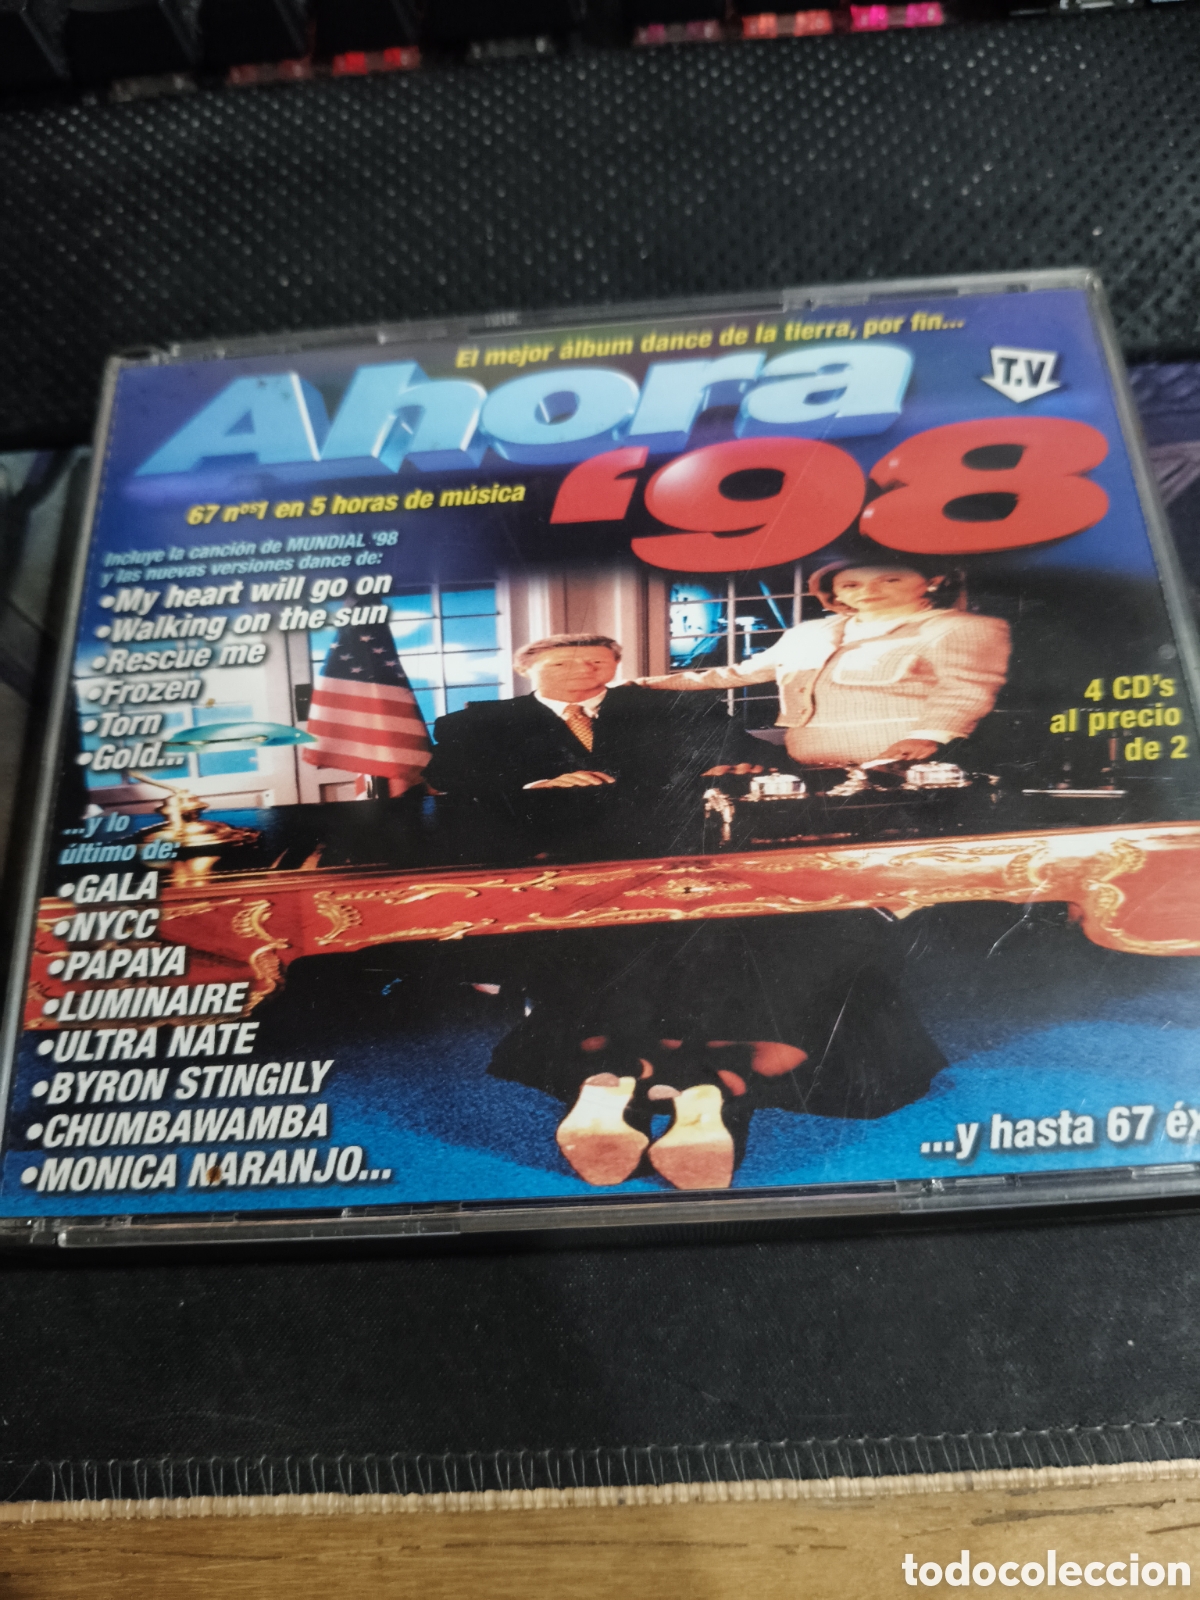 El mejor álbum dance de la tierra, por fin...
Ahora
T.V
'98
67 nos1 en 5 horas de música
Incluye la canción de MUNDIAL '98
y las nuevas versiones dance de:
•My heart will go on
•Walking on the sun
•Rescue me
•Frozen
•Torn
•Gold...
4 CD's
al precio
de 2
...y lo
último de:
•GALA
•NYCC
•PAPAYA
•LUMINAIRE
•ULTRA NATE
•BYRON STINGILY
•CHUMBAWAMBA
•MONICA NARANJO...
...y hasta 67 éx
todocoleccion